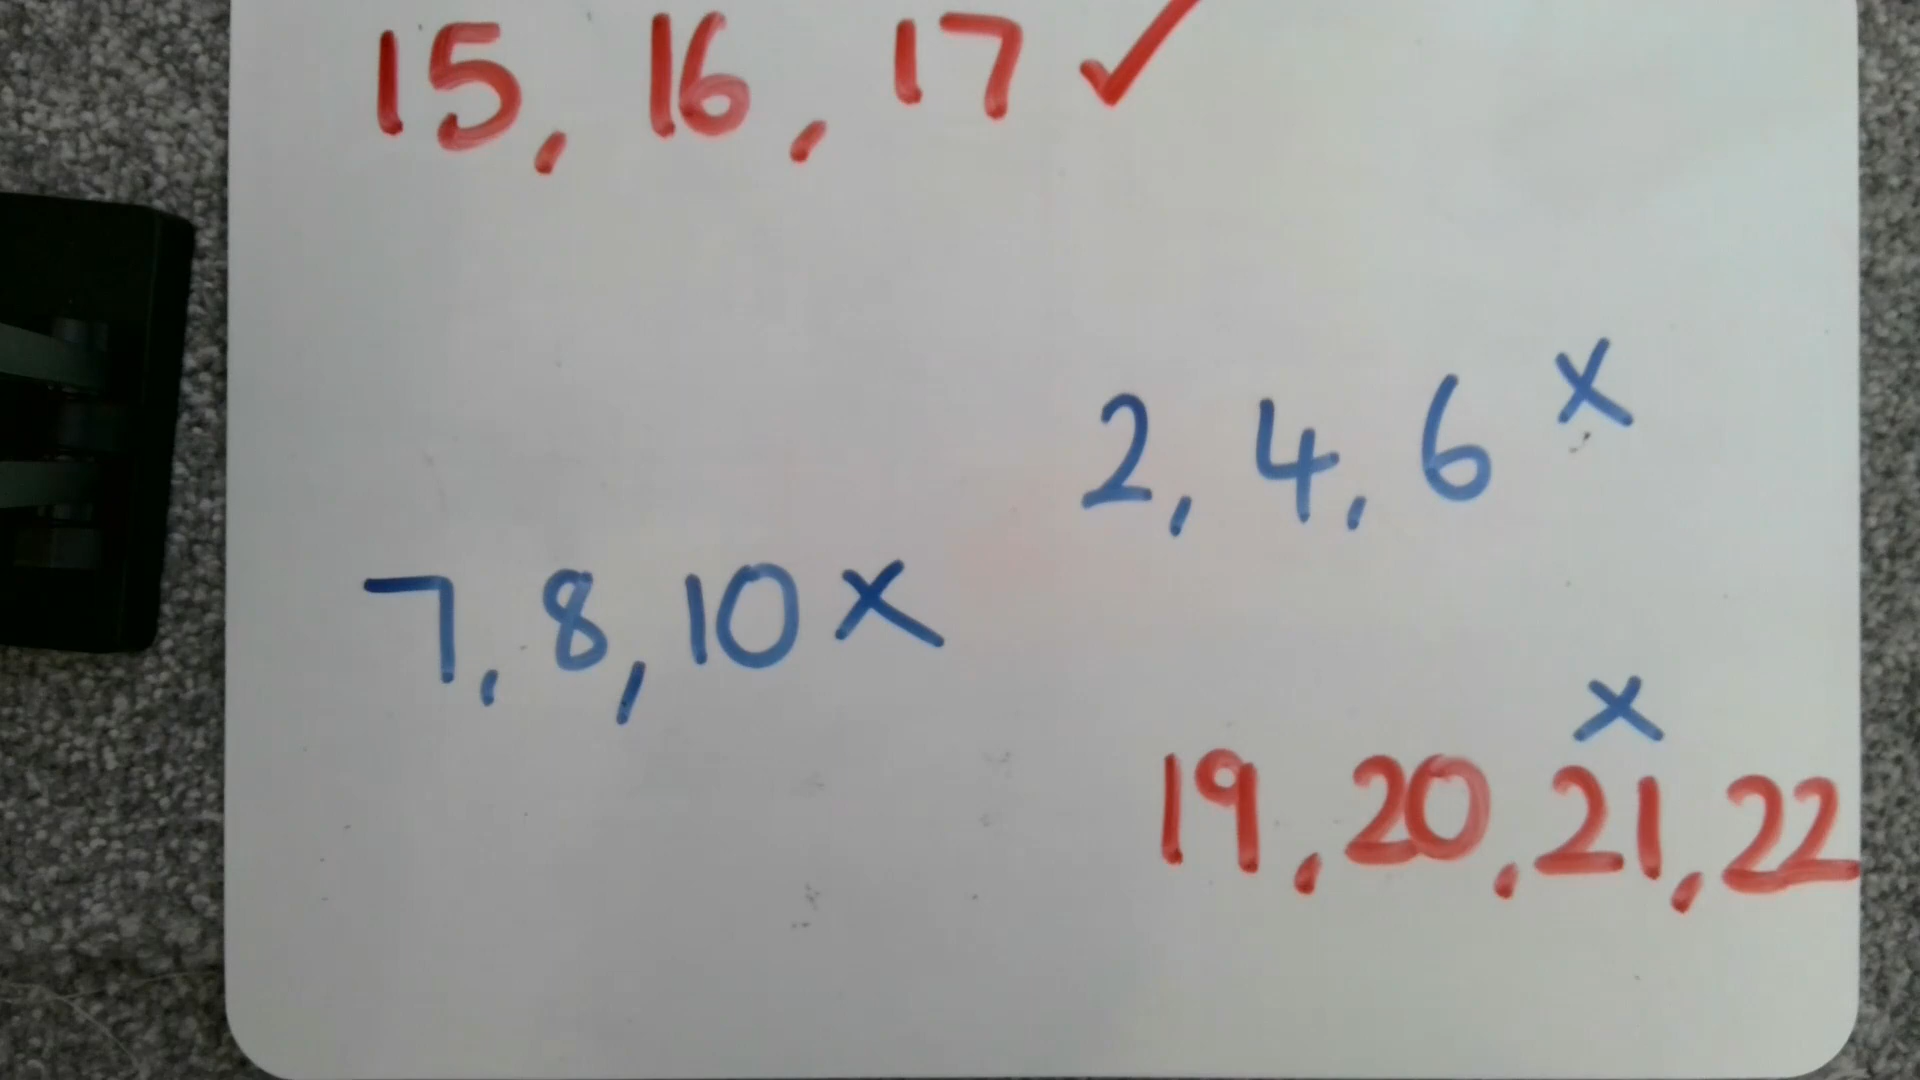 15, 16, 17 ✓
2, 4, 6 x
7, 8, 10 x
x
19, 20, 21, 22